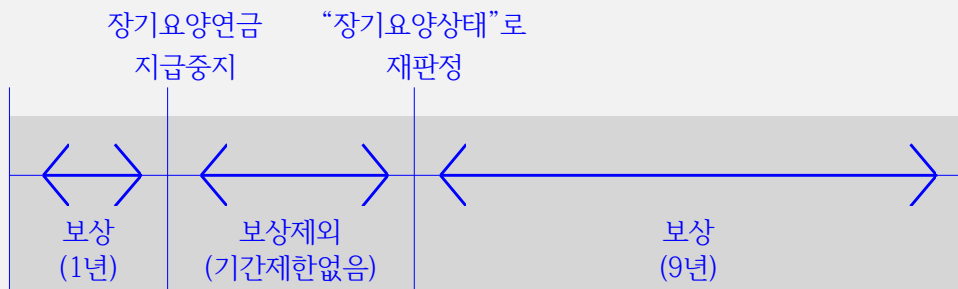 장기요양연금
지급중지
“장기요양상태”로
재판정
보상
(1년)
보상제외
(기간제한없음)
보상
(9년)